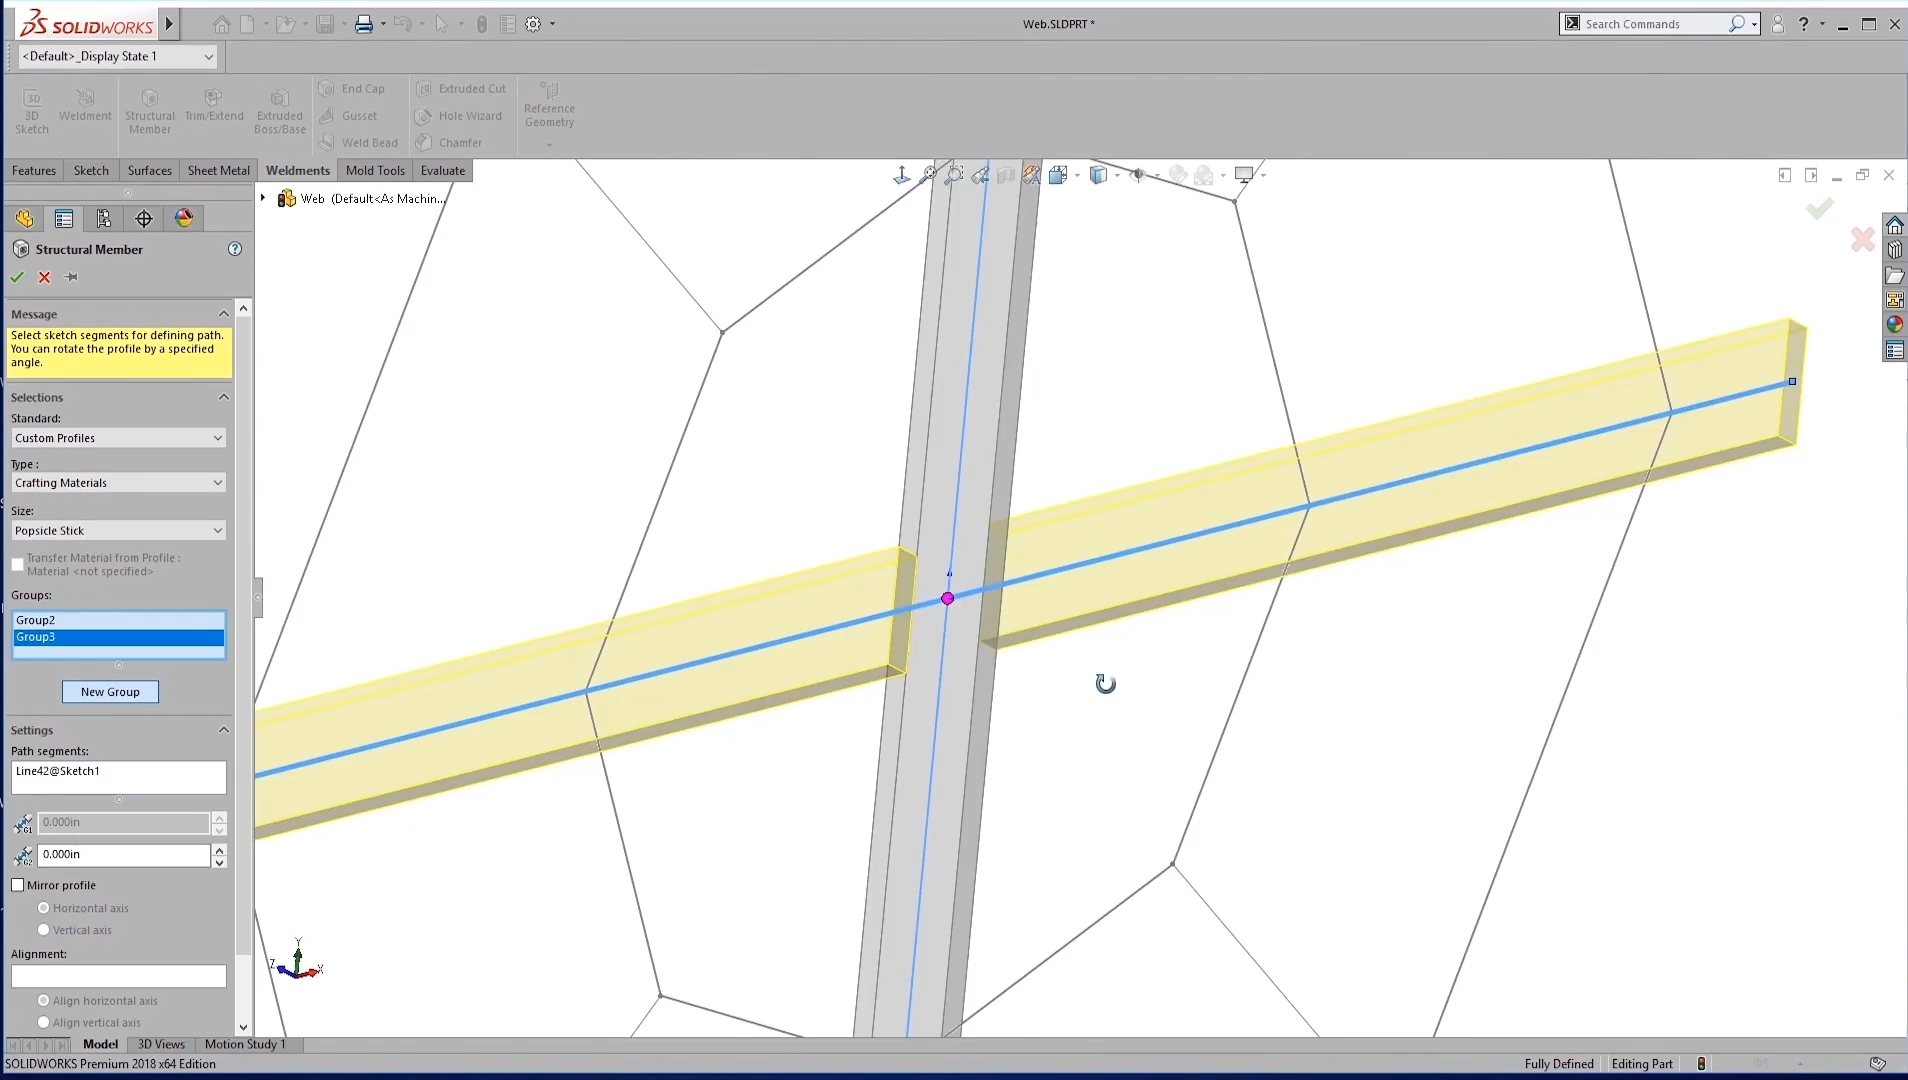 SOLIDWORKS
Web.SLDPRT *
Search Commands
?
<Default>_Display State 1
3D
Sketch
Weldment
Structural
Member
Trim/Extend
Extruded
Boss/Base
End Cap
Gusset
Weld Bead
Extruded Cut
Hole Wizard
Chamfer
Reference
Geometry
Features
Sketch
Surfaces
Sheet Metal
Weldments
Mold Tools
Evaluate
Web (Default<As Machin...
Structural Member
?
Message
Select sketch segments for defining path.
You can rotate the profile by a specified
angle.
Selections
Standard:
Custom Profiles
Type :
Crafting Materials
Size:
Popsicle Stick
Transfer Material from Profile :
Material <not specified>
Groups:
Group2
Group3
New Group
Settings
Path segments:
Line42@Sketch1
G1
0.000in
G2
0.000in
Mirror profile
Horizontal axis
Vertical axis
Alignment:
Align horizontal axis
Align vertical axis
Y
Z
X
Model
3D Views
Motion Study 1
SOLIDWORKS Premium 2018 x64 Edition
Fully Defined
Editing Part
IPS